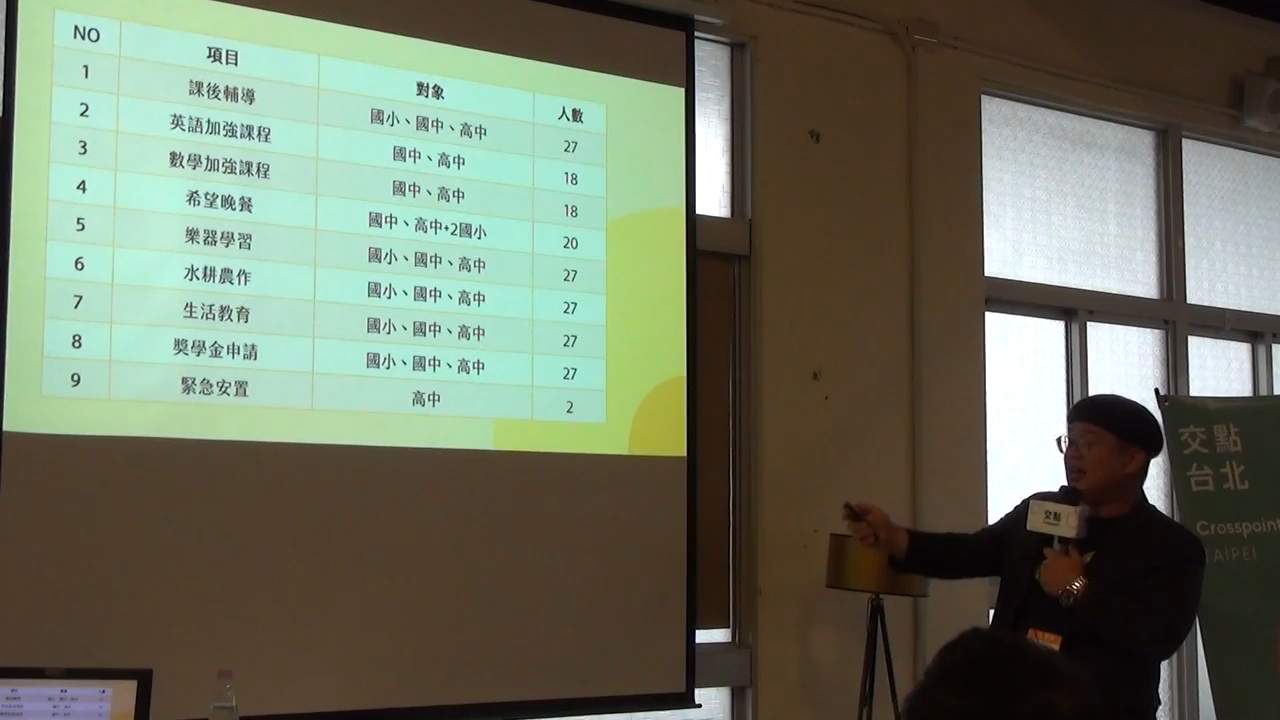 NO 項目 對象 人數
1 課後輔導 國小、國中、高中 27
2 英語加強課程 國中、高中 18
3 數學加強課程 國中、高中 18
4 希望晚餐 國中、高中+2國小 20
5 樂器學習 國小、國中、高中 27
6 水耕農作 國小、國中、高中 27
7 生活教育 國小、國中、高中 27
8 獎學金申請 國小、國中、高中 27
9 緊急安置 高中 2
交點
台北
Crosspoint
TAIPEI
交點